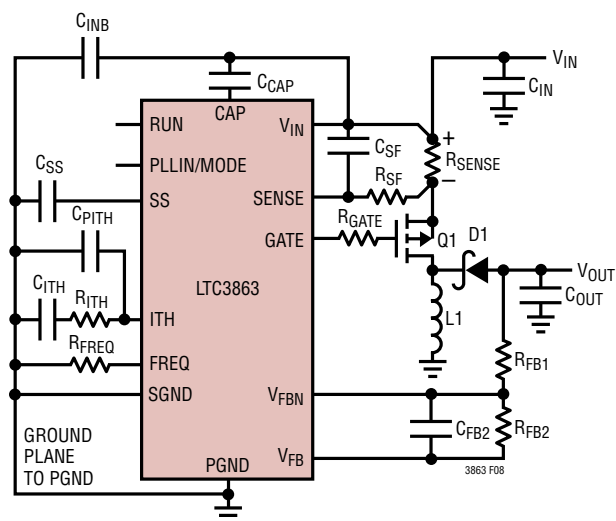 CINB
CCAP
VIN
CIN
RUN
CAP
VIN
CSF
+
RSENSE
–
PLLIN/MODE
CSS
SS
SENSE
RSF
CPITH
GATE
RGATE
Q1
D1
VOUT
LTC3863
COUT
CITH
RITH
ITH
L1
RFREQ
FREQ
RFB1
SGND
VFBN
GROUND
PLANE
TO PGND
CFB2
RFB2
VFB
PGND
3863 F08